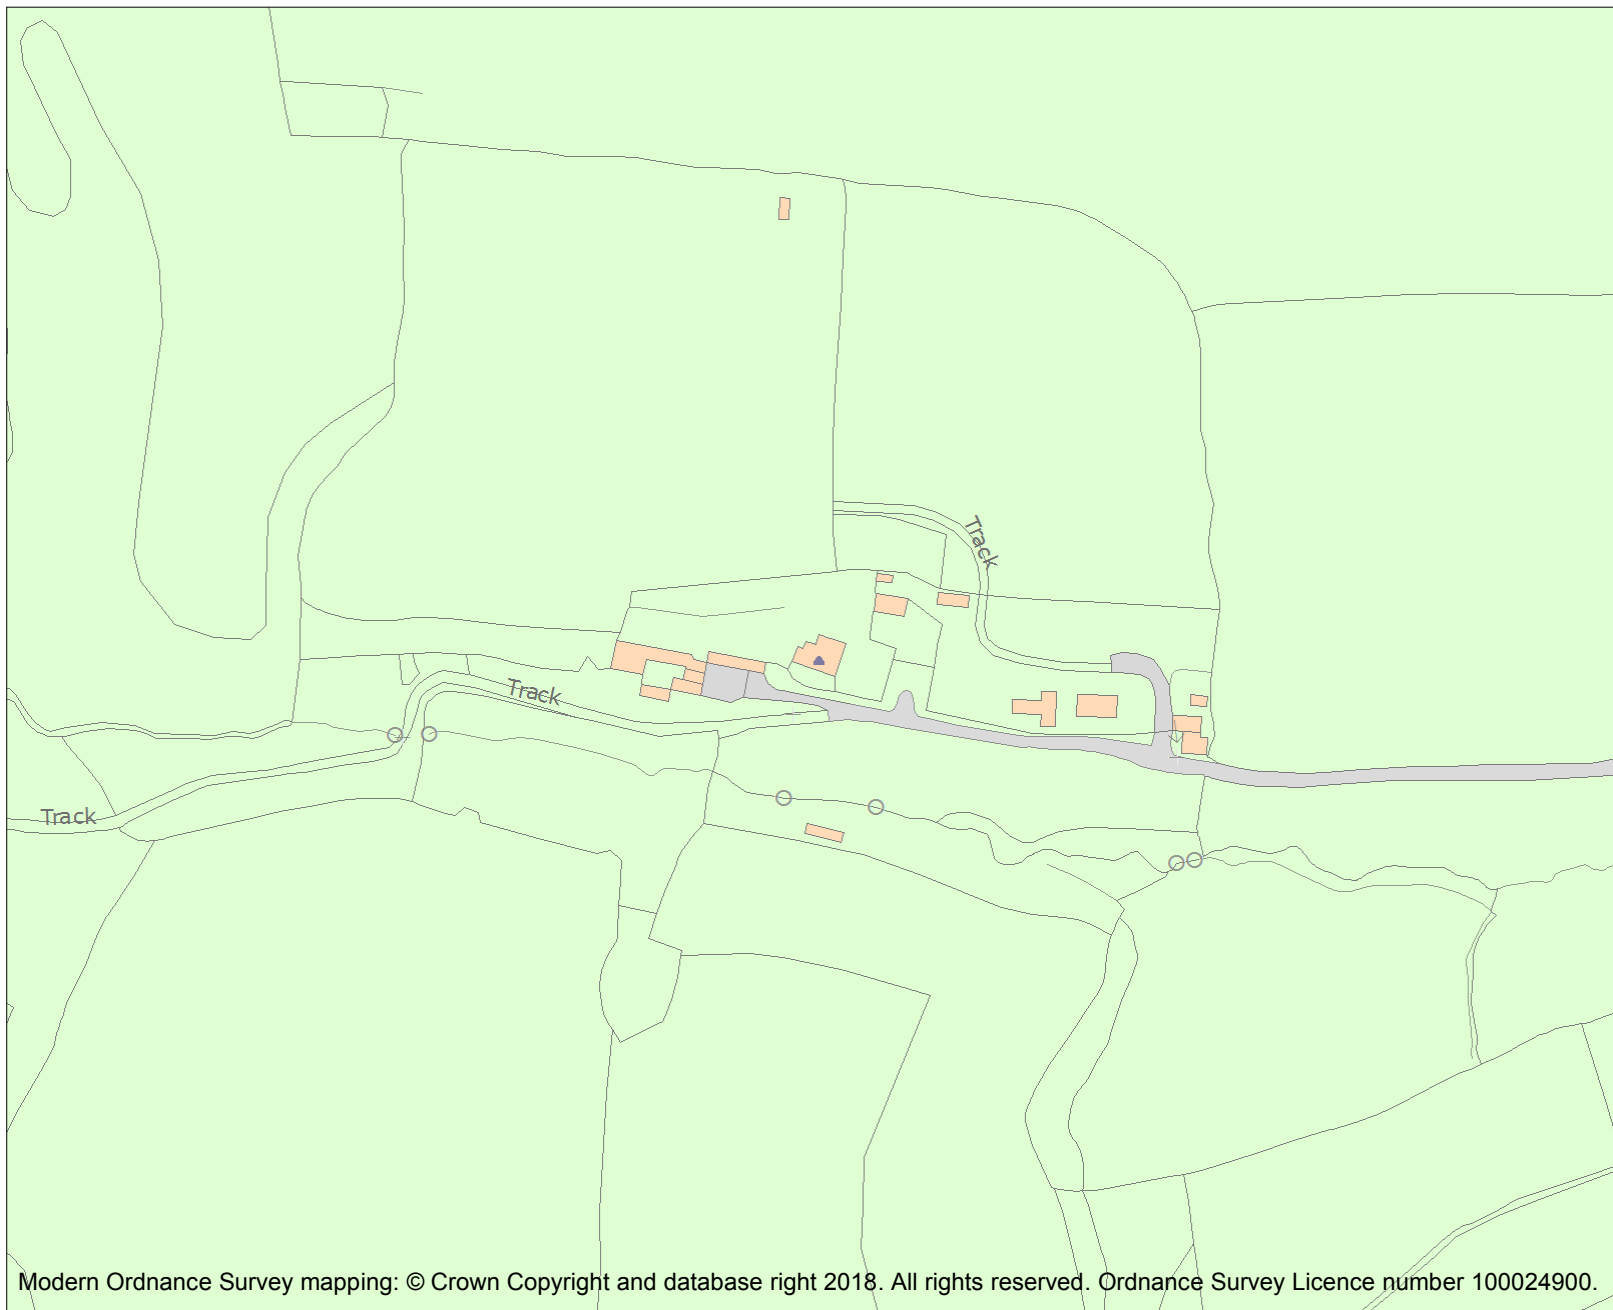 Track
Track
Track
Modern Ordnance Survey mapping: © Crown Copyright and database right 2018. All rights reserved. Ordnance Survey Licence number 100024900.